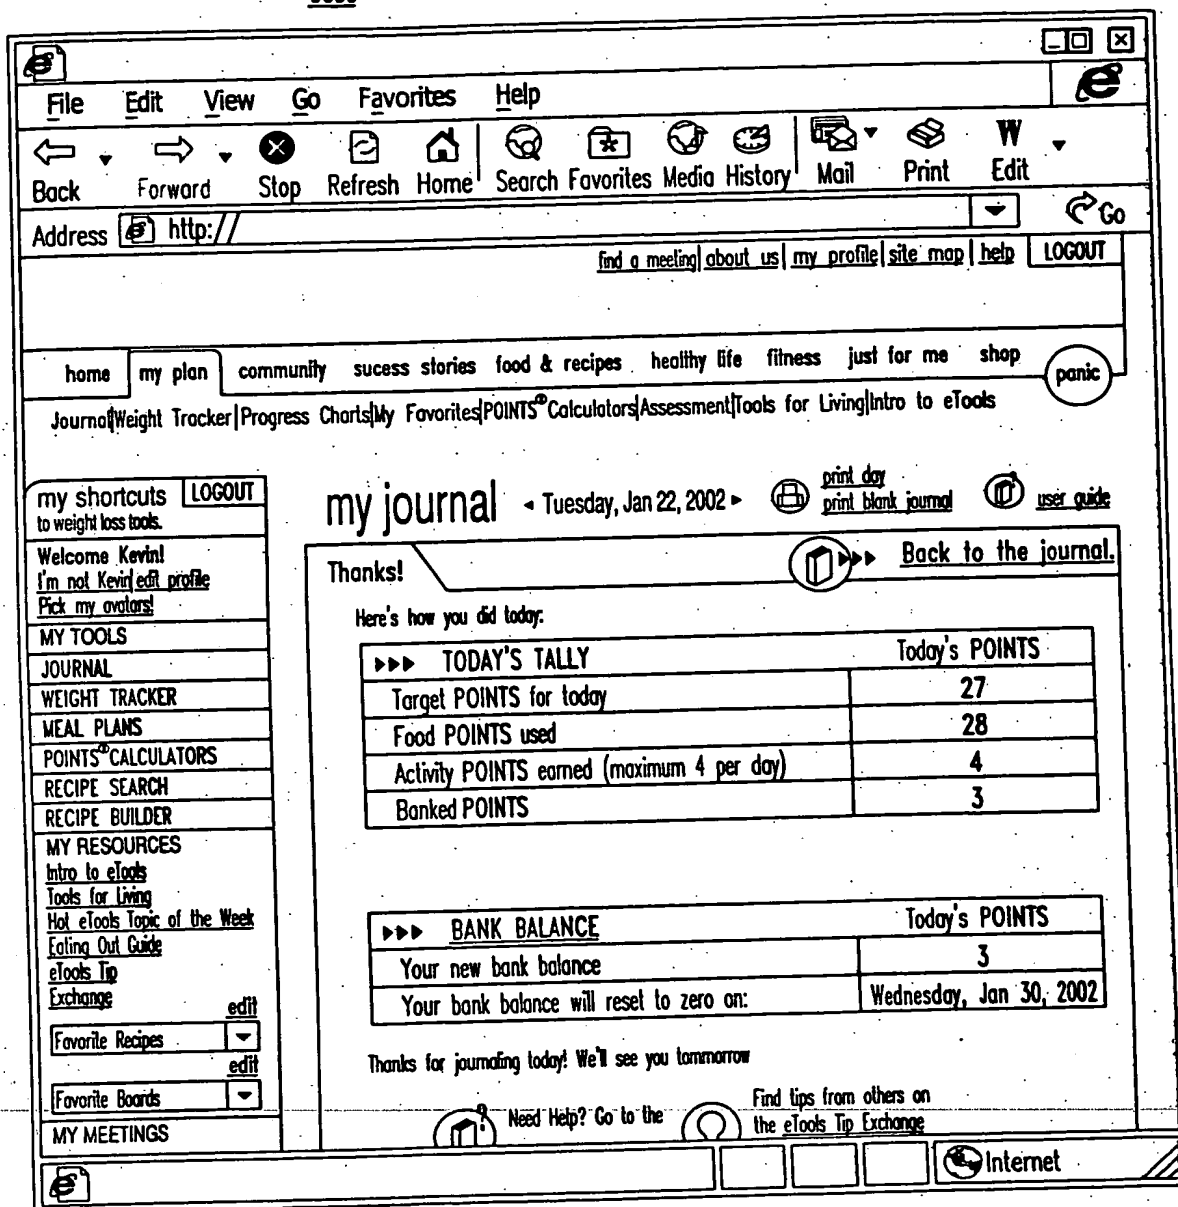 File Edit View Go Favorites Help
Back Forward Stop Refresh Home Search Favorites Media History Mail Print Edit
Address http:// Go
find a meeting| about us| my profile| site map | help LOGOUT
home my plan community sucess stories food & recipes healthy life fitness just for me shop panic
Journal|Weight Tracker|Progress Charts|My Favorites|POINTS® Calculators|Assessment|Tools for Living|Intro to eTools
my shortcuts LOGOUT
to weight loss tools.
Welcome Kevin!
I'm not Kevin|edit profile
Pick my avatars!
MY TOOLS
JOURNAL
WEIGHT TRACKER
MEAL PLANS
POINTS® CALCULATORS
RECIPE SEARCH
RECIPE BUILDER
MY RESOURCES
Intro to eTools
Tools for Living
Hot eTools Topic of the Week
Eating Out Guide
eTools Tip
Exchange
edit
Favorite Recipes
edit
Favorite Boards
MY MEETINGS
my journal ◂ Tuesday, Jan 22, 2002 ▸
print day
print blank journal
user guide
Thanks!
▸▸▸ Back to the journal.
Here's how you did today:
▸▸▸ TODAY'S TALLY Today's POINTS
Target POINTS for today 27
Food POINTS used 28
Activity POINTS earned (maximum 4 per day) 4
Banked POINTS 3
▸▸▸ BANK BALANCE Today's POINTS
Your new bank balance 3
Your bank balance will reset to zero on: Wednesday, Jan 30, 2002
Thanks for journaling today! We'll see you tommorrow
Need Help? Go to the
Find tips from others on
the eTools Tip Exchange
Internet